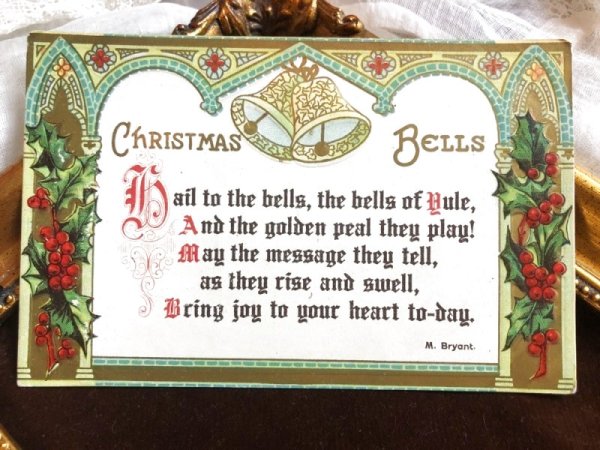 CHRISTMAS BELLS
Hail to the bells, the bells of Yule,
And the golden peal they play!
May the message they tell,
as they rise and swell,
Bring joy to your heart to-day.
M. Bryant.